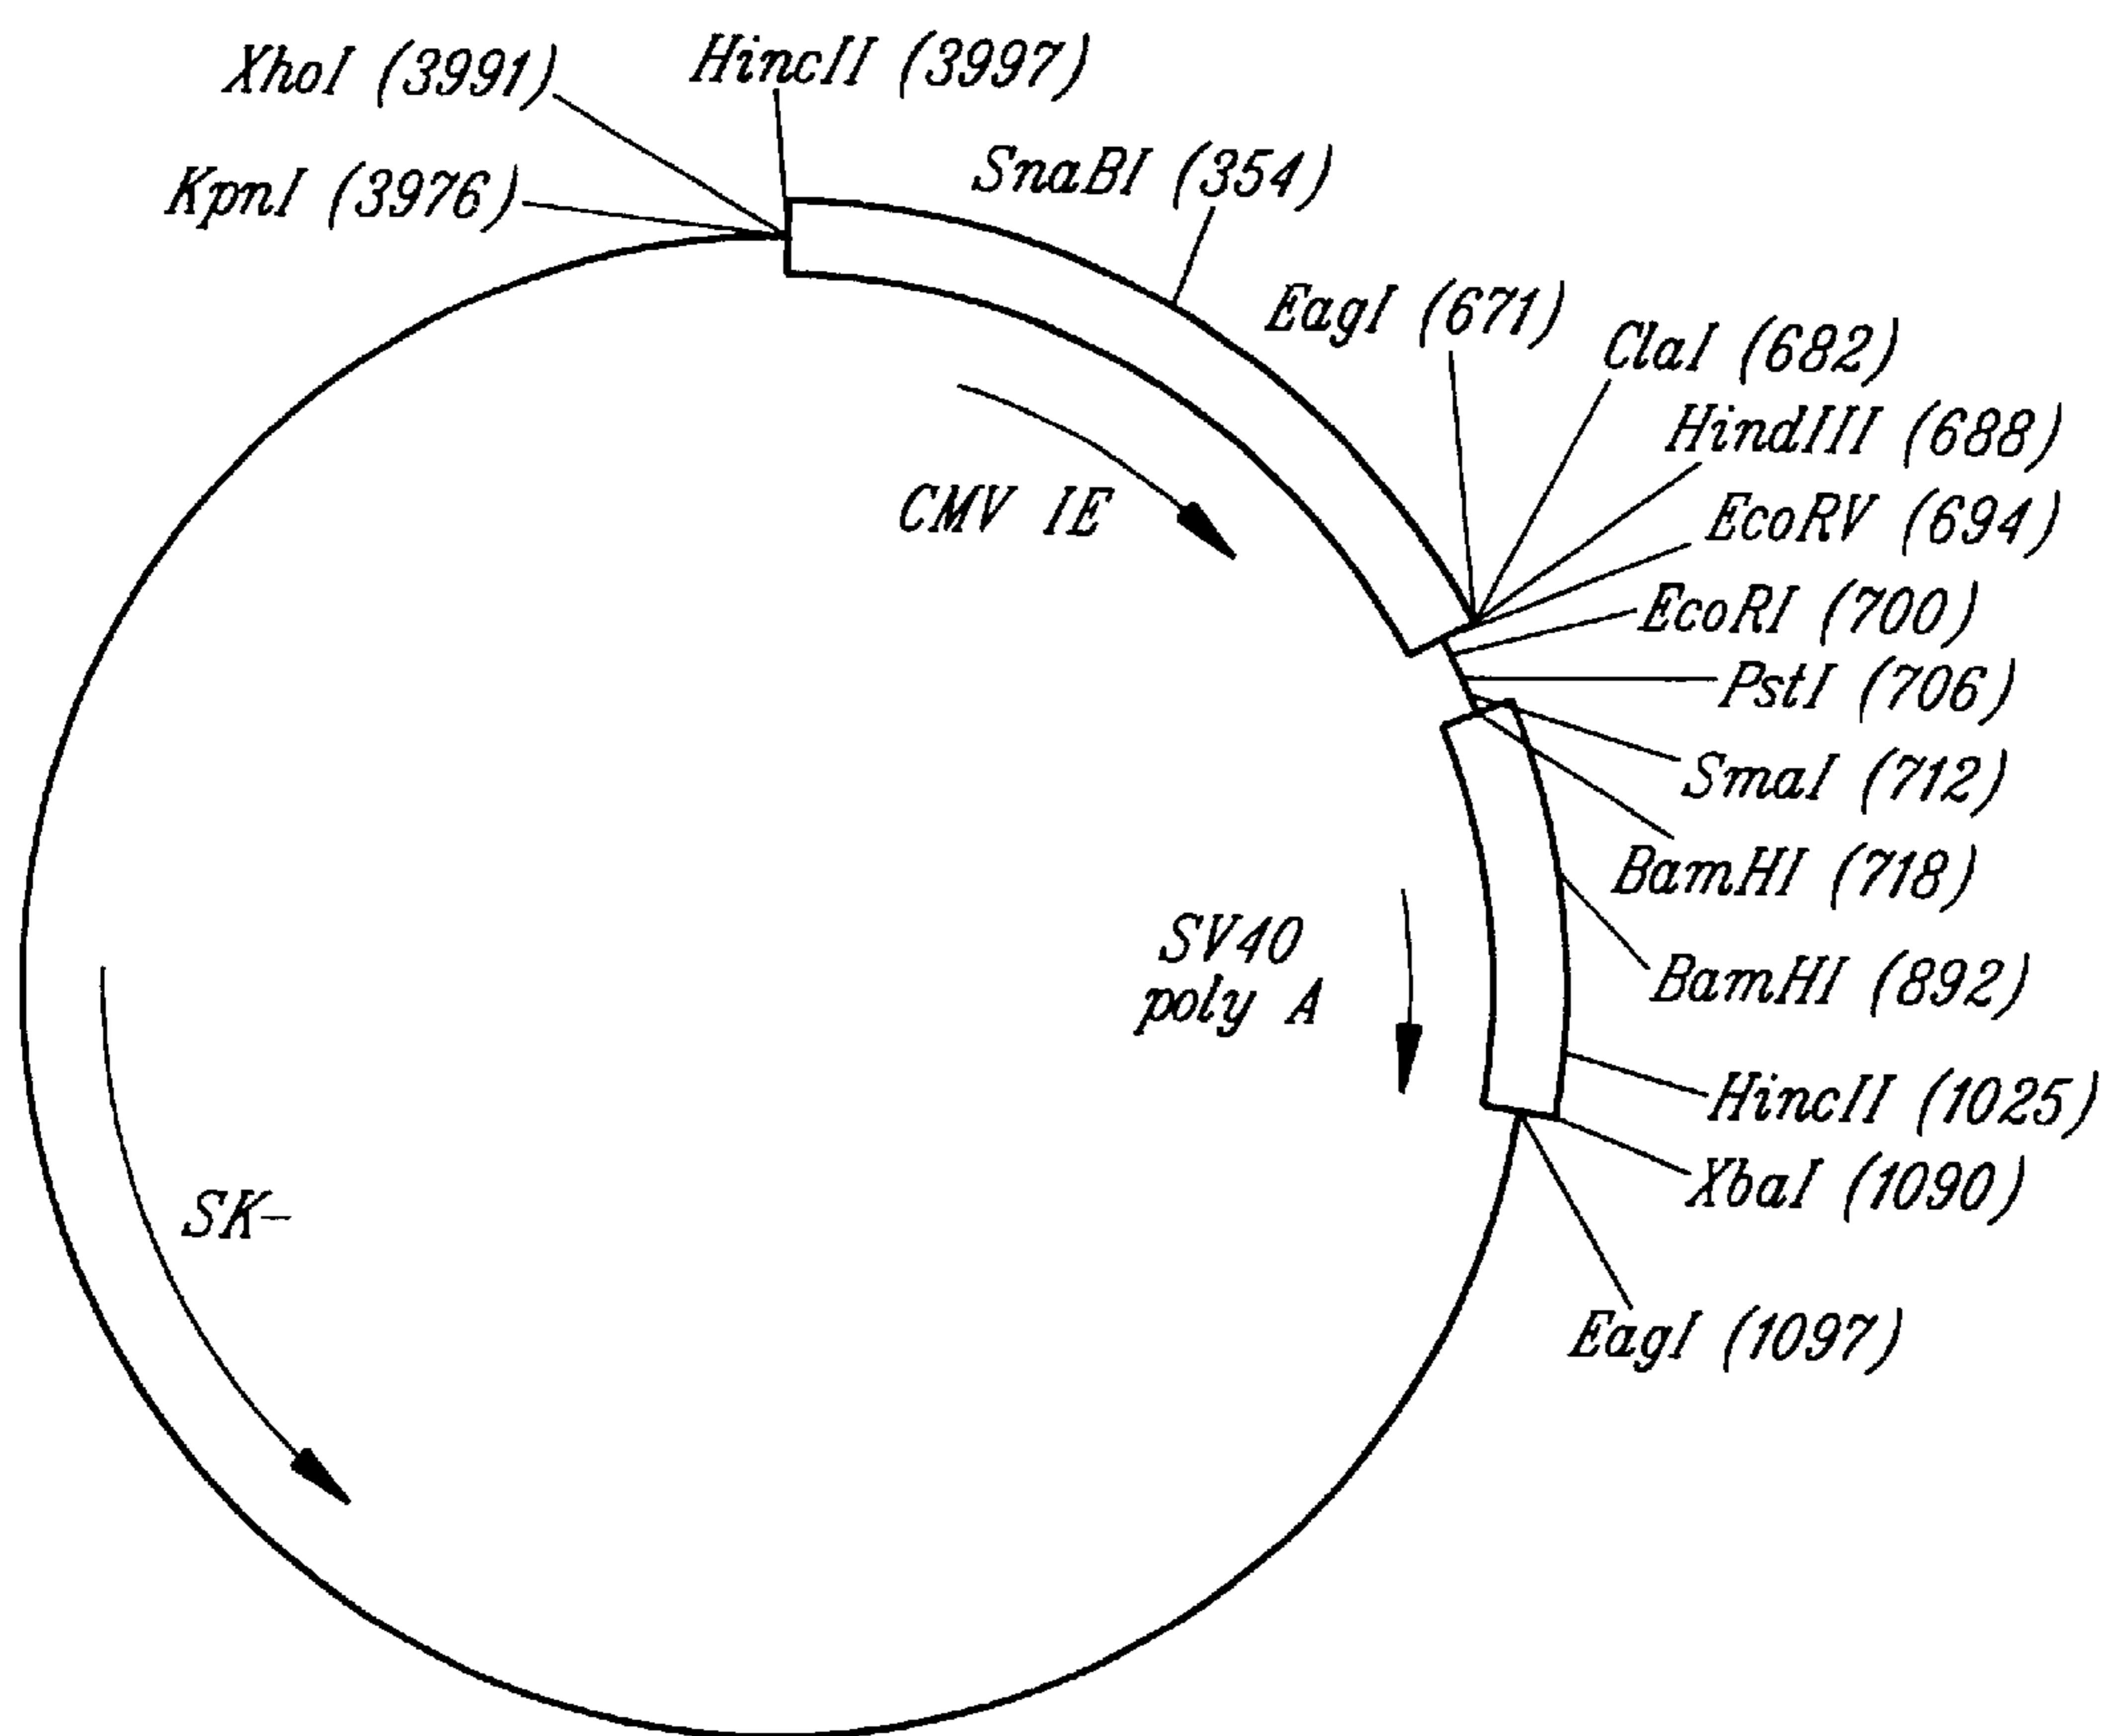 XhoI (3991)
HincII (3997)
KpnI (3976)
SnaBI (354)
EagI (671)
ClaI (682)
HindIII (688)
EcoRV (694)
CMV IE
EcoRI (700)
PstI (706)
SmaI (712)
BamHI (718)
SV40
poly A
BamHI (892)
HincII (1025)
XbaI (1090)
SK-
EagI (1097)